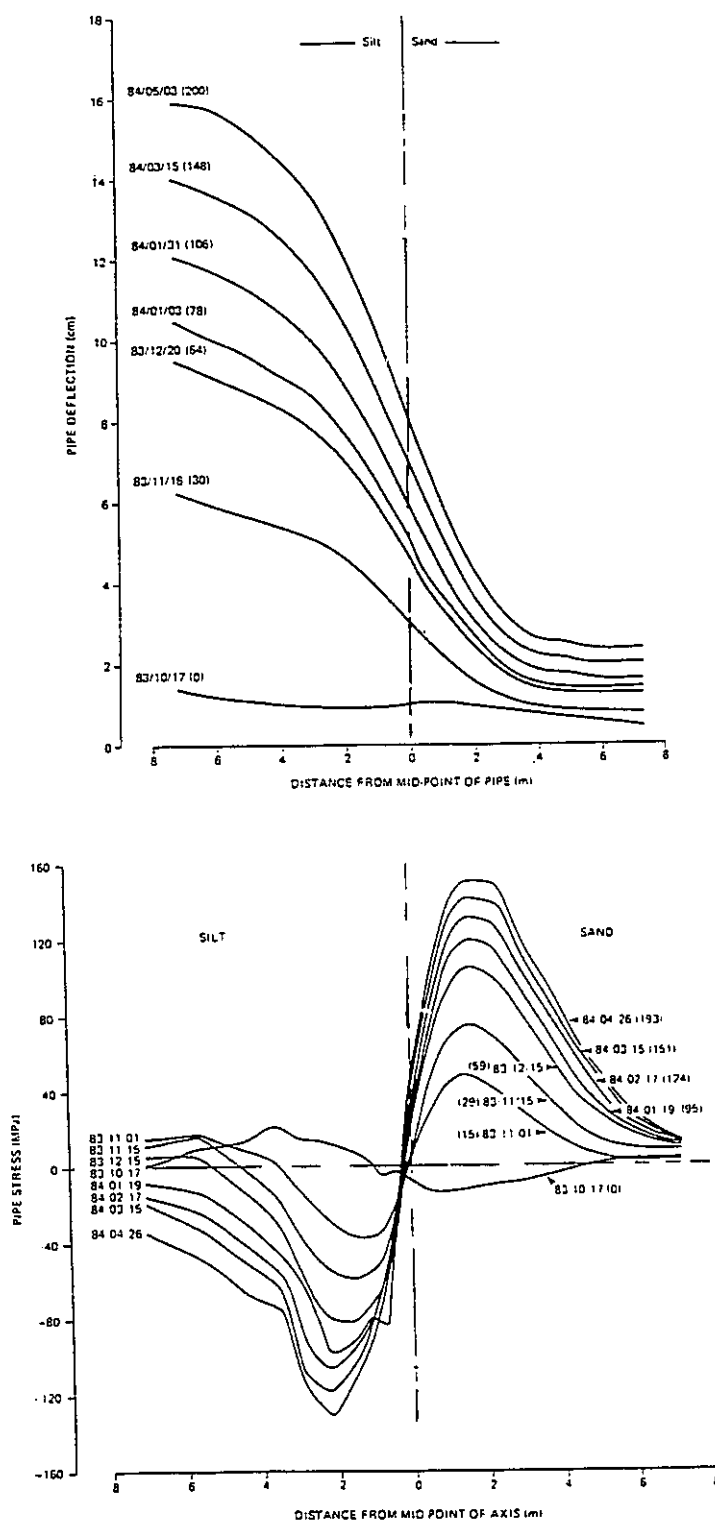 18
16
14
12
10
8
6
4
2
0
PIPE DEFLECTION (cm)
Silt
Sand
84/05/03 (200)
84/03/15 (148)
84/01/31 (106)
84/01/03 (78)
83/12/20 (64)
83/11/16 (30)
83/10/17 (0)
8 6 4 2 0 2 4 6 8
DISTANCE FROM MID-POINT OF PIPE (m)
160
120
80
40
0
-40
-80
-120
-160
PIPE STRESS (MPa)
SILT
SAND
84 04 26 (193)
84 03 15 (151)
84 02 17 (174)
84 01 19 (95)
(59) 83 12 15
(29) 83 11 15
(15) 83 11 01
83 10 17 (0)
83 11 01
83 11 15
83 12 15
83 10 17
84 01 19
84 02 17
84 03 15
84 04 26
8 6 4 2 0 2 4 6 8
DISTANCE FROM MID POINT OF AXIS (m)